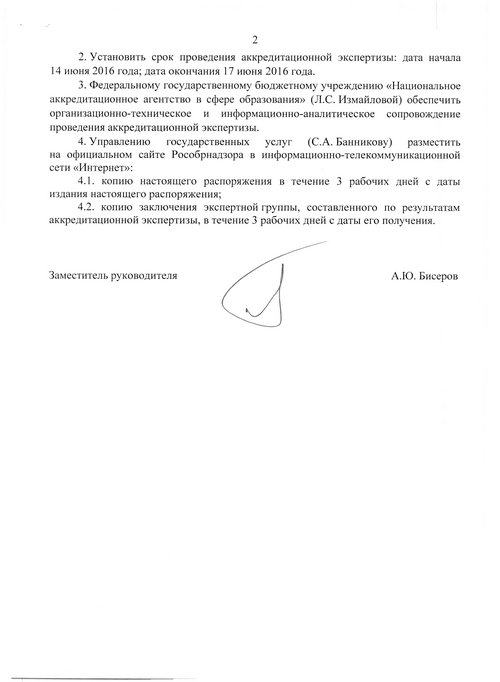 2
2. Установить срок проведения аккредитационной экспертизы: дата начала
14 июня 2016 года; дата окончания 17 июня 2016 года.
3. Федеральному государственному бюджетному учреждению «Национальное
аккредитационное агентство в сфере образования» (Л.С. Измайловой) обеспечить
организационно-техническое и информационно-аналитическое сопровождение
проведения аккредитационной экспертизы.
4. Управлению государственных услуг (С.А. Банникову) разместить
на официальном сайте Рособрнадзора в информационно-телекоммуникационной
сети «Интернет»:
4.1. копию настоящего распоряжения в течение 3 рабочих дней с даты
издания настоящего распоряжения;
4.2. копию заключения экспертной группы, составленного по результатам
аккредитационной экспертизы, в течение 3 рабочих дней с даты его получения.
Заместитель руководителя А.Ю. Бисеров